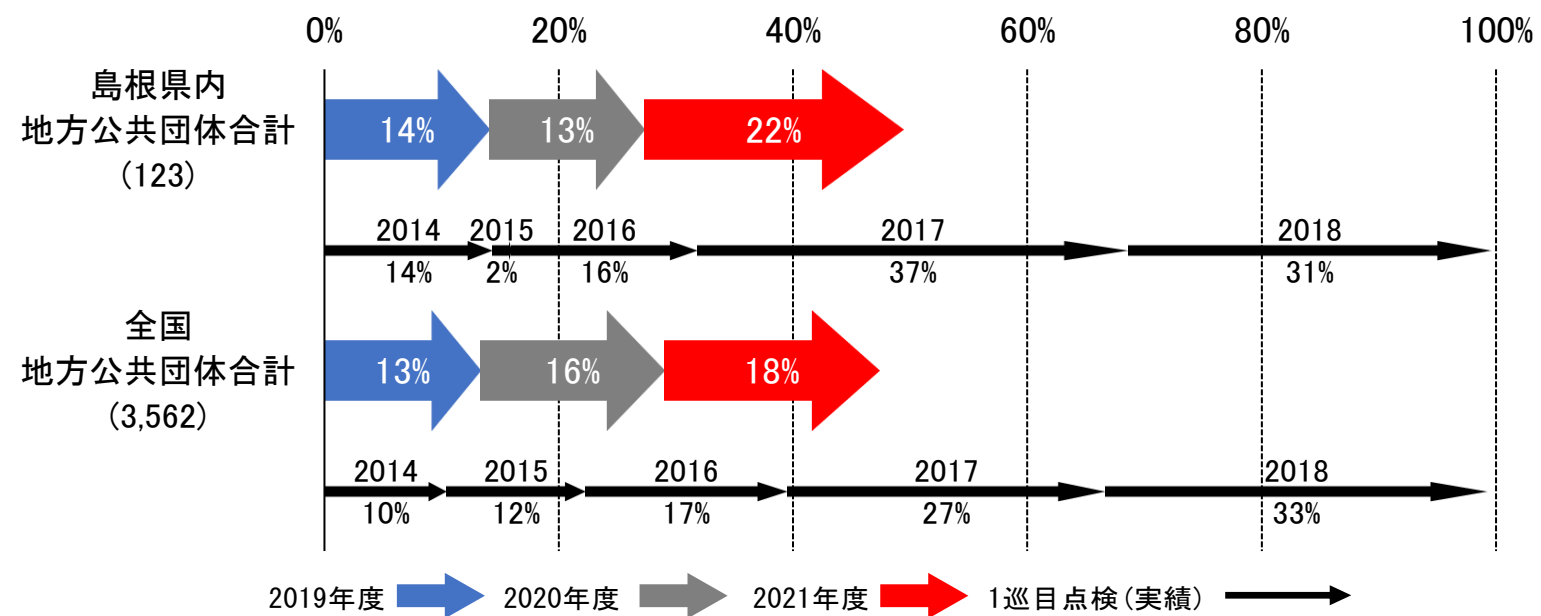 0% 20% 40% 60% 80% 100%
島根県内
地方公共団体合計
(123)
14% 13% 22%
2014 2015 2016 2017 2018
14% 2% 16% 37% 31%
全国
地方公共団体合計
(3,562)
13% 16% 18%
2014 2015 2016 2017 2018
10% 12% 17% 27% 33%
2019年度 2020年度 2021年度 1巡目点検(実績)